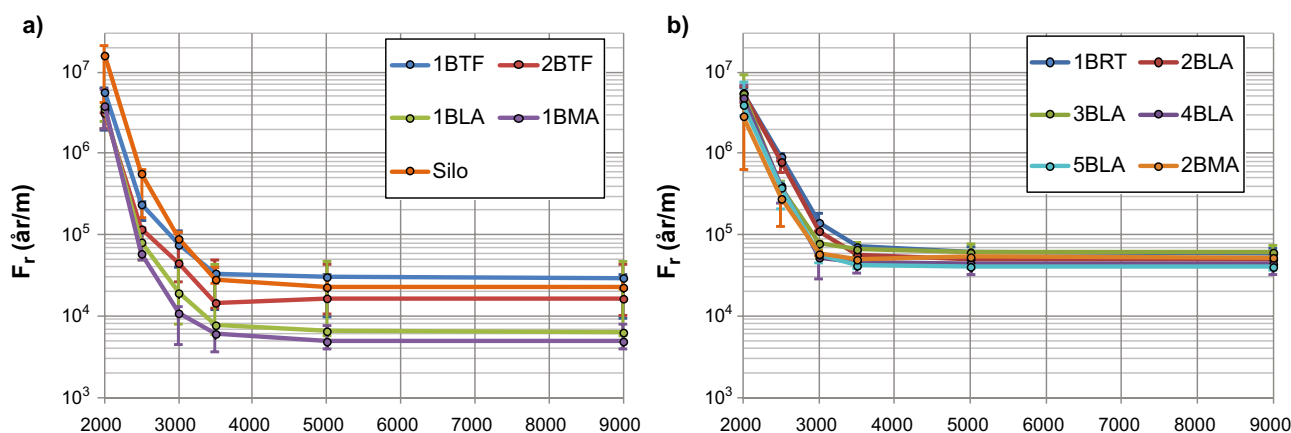 a)
10⁷
10⁶
10⁵
10⁴
10³
Fᵣ (år/m)
1BTF 2BTF
1BLA 1BMA
Silo
2000 3000 4000 5000 6000 7000 8000 9000
b)
10⁷
10⁶
10⁵
10⁴
10³
Fᵣ (år/m)
1BRT 2BLA
3BLA 4BLA
5BLA 2BMA
2000 3000 4000 5000 6000 7000 8000 9000